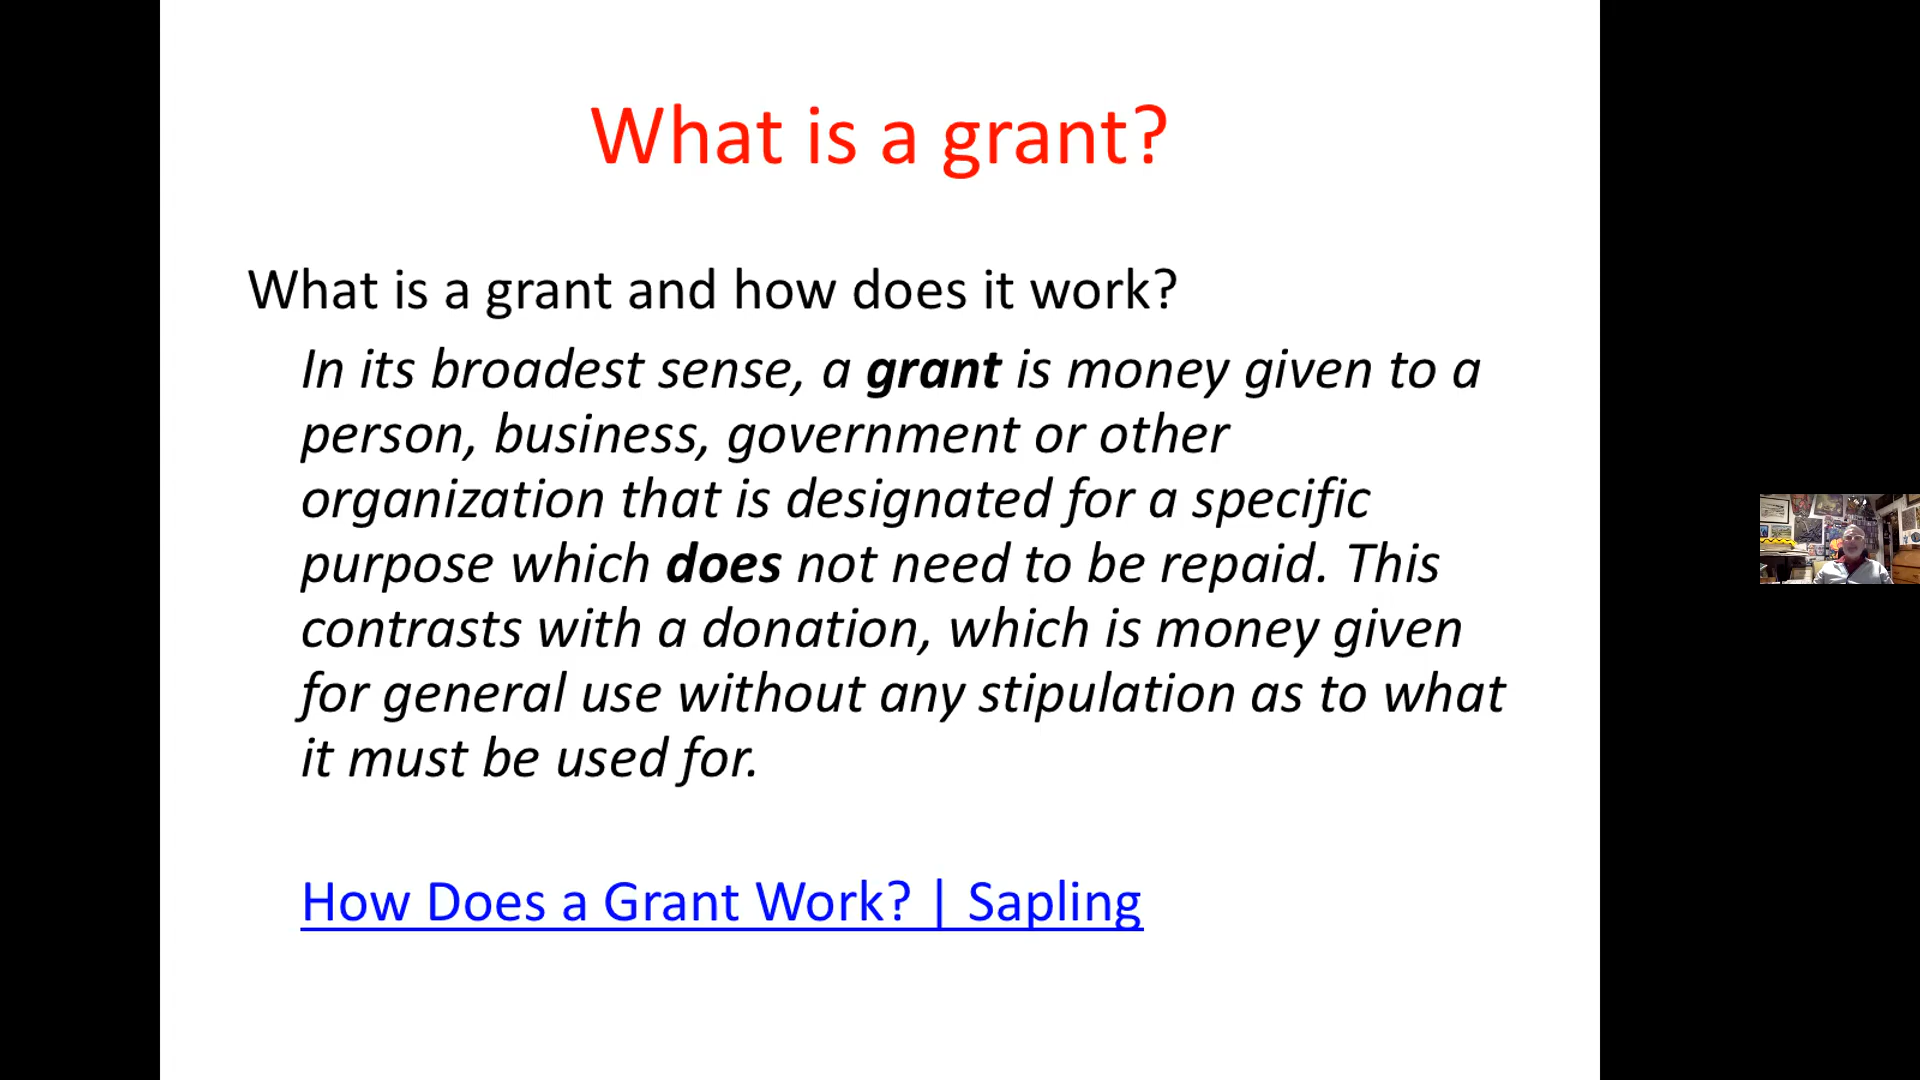 What is a grant?
What is a grant and how does it work?
In its broadest sense, a grant is money given to a
person, business, government or other
organization that is designated for a specific
purpose which does not need to be repaid. This
contrasts with a donation, which is money given
for general use without any stipulation as to what
it must be used for.
How Does a Grant Work? | Sapling